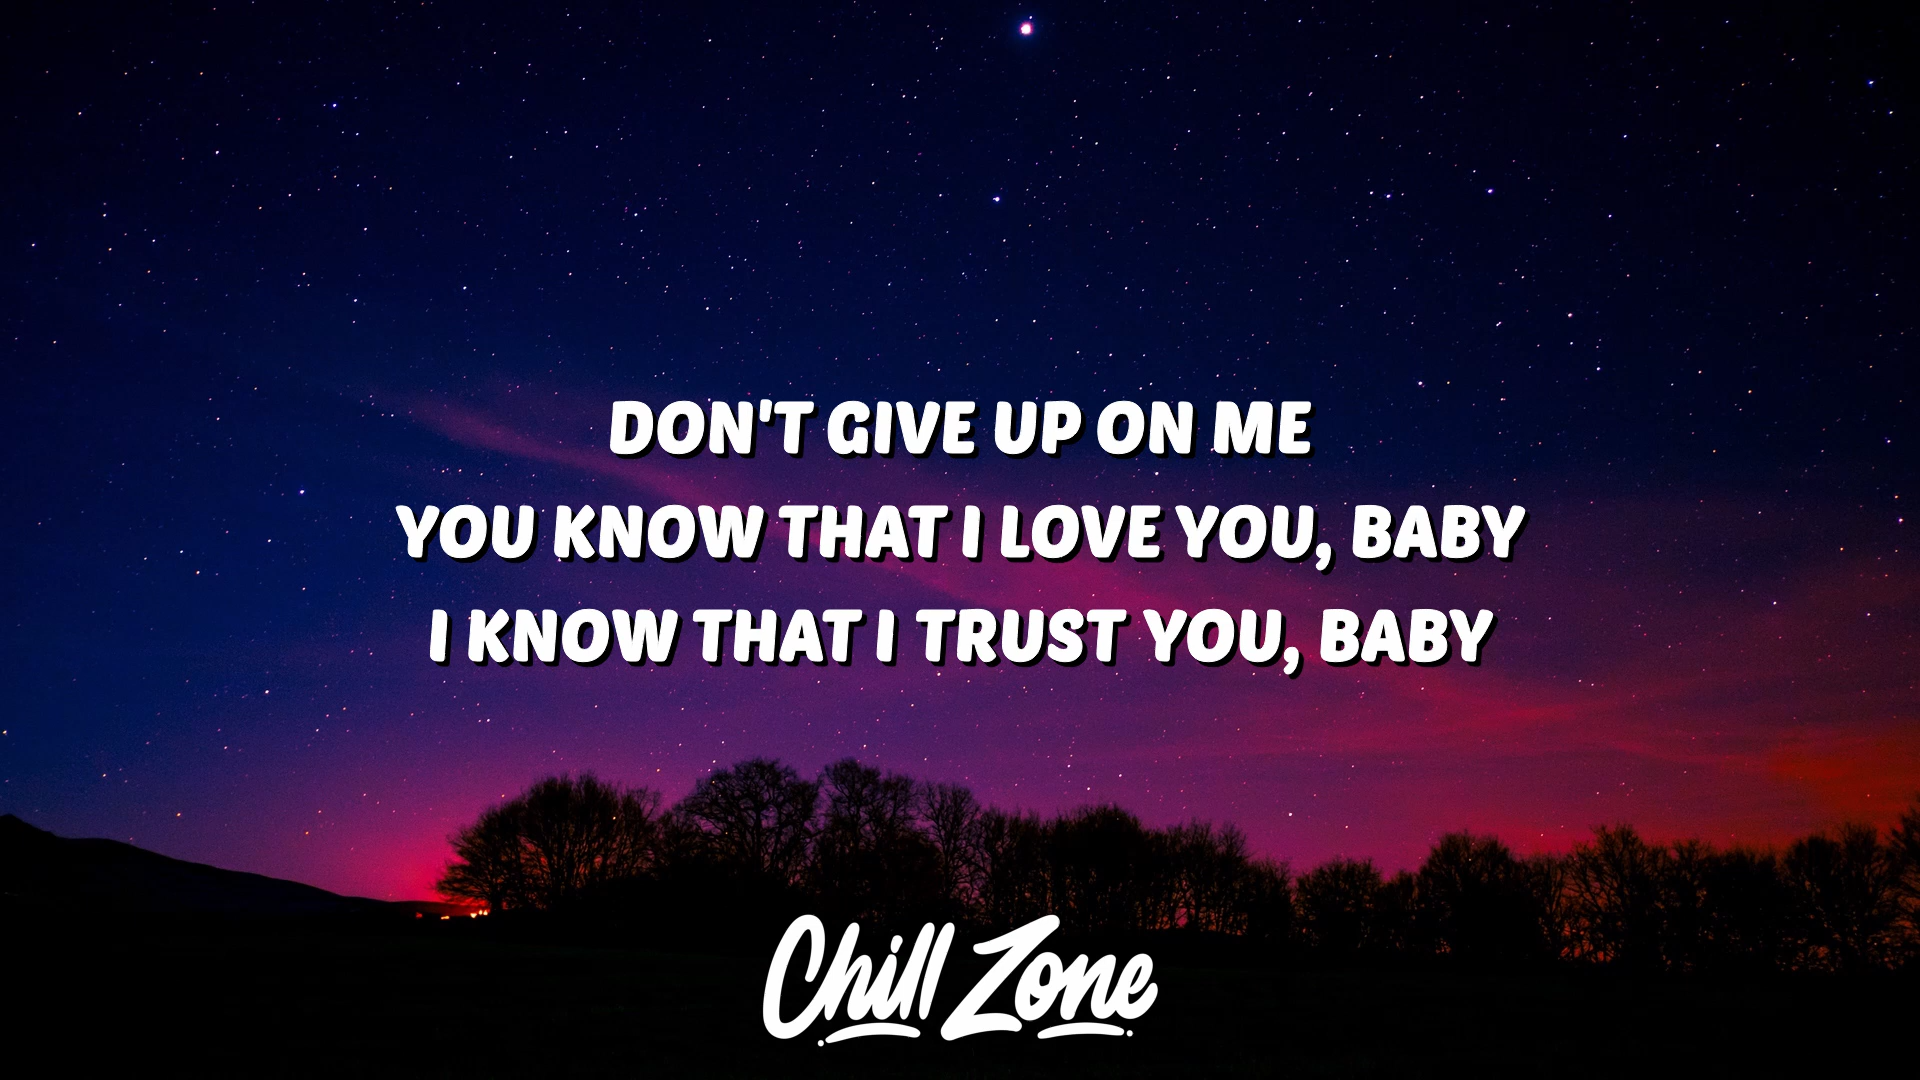 DON'T GIVE UP ON ME
YOU KNOW THAT I LOVE YOU, BABY
I KNOW THAT I TRUST YOU, BABY
Chill Zone